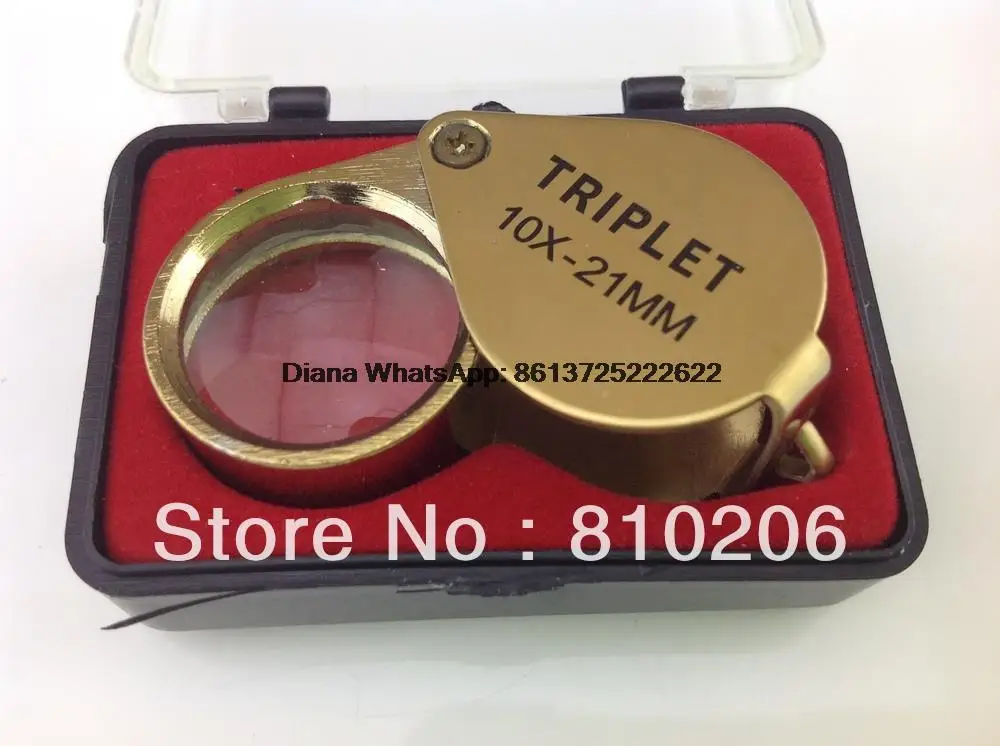 TRIPLET
10X-21MM
Diana WhatsApp: 8613725222622
Store No : 810206